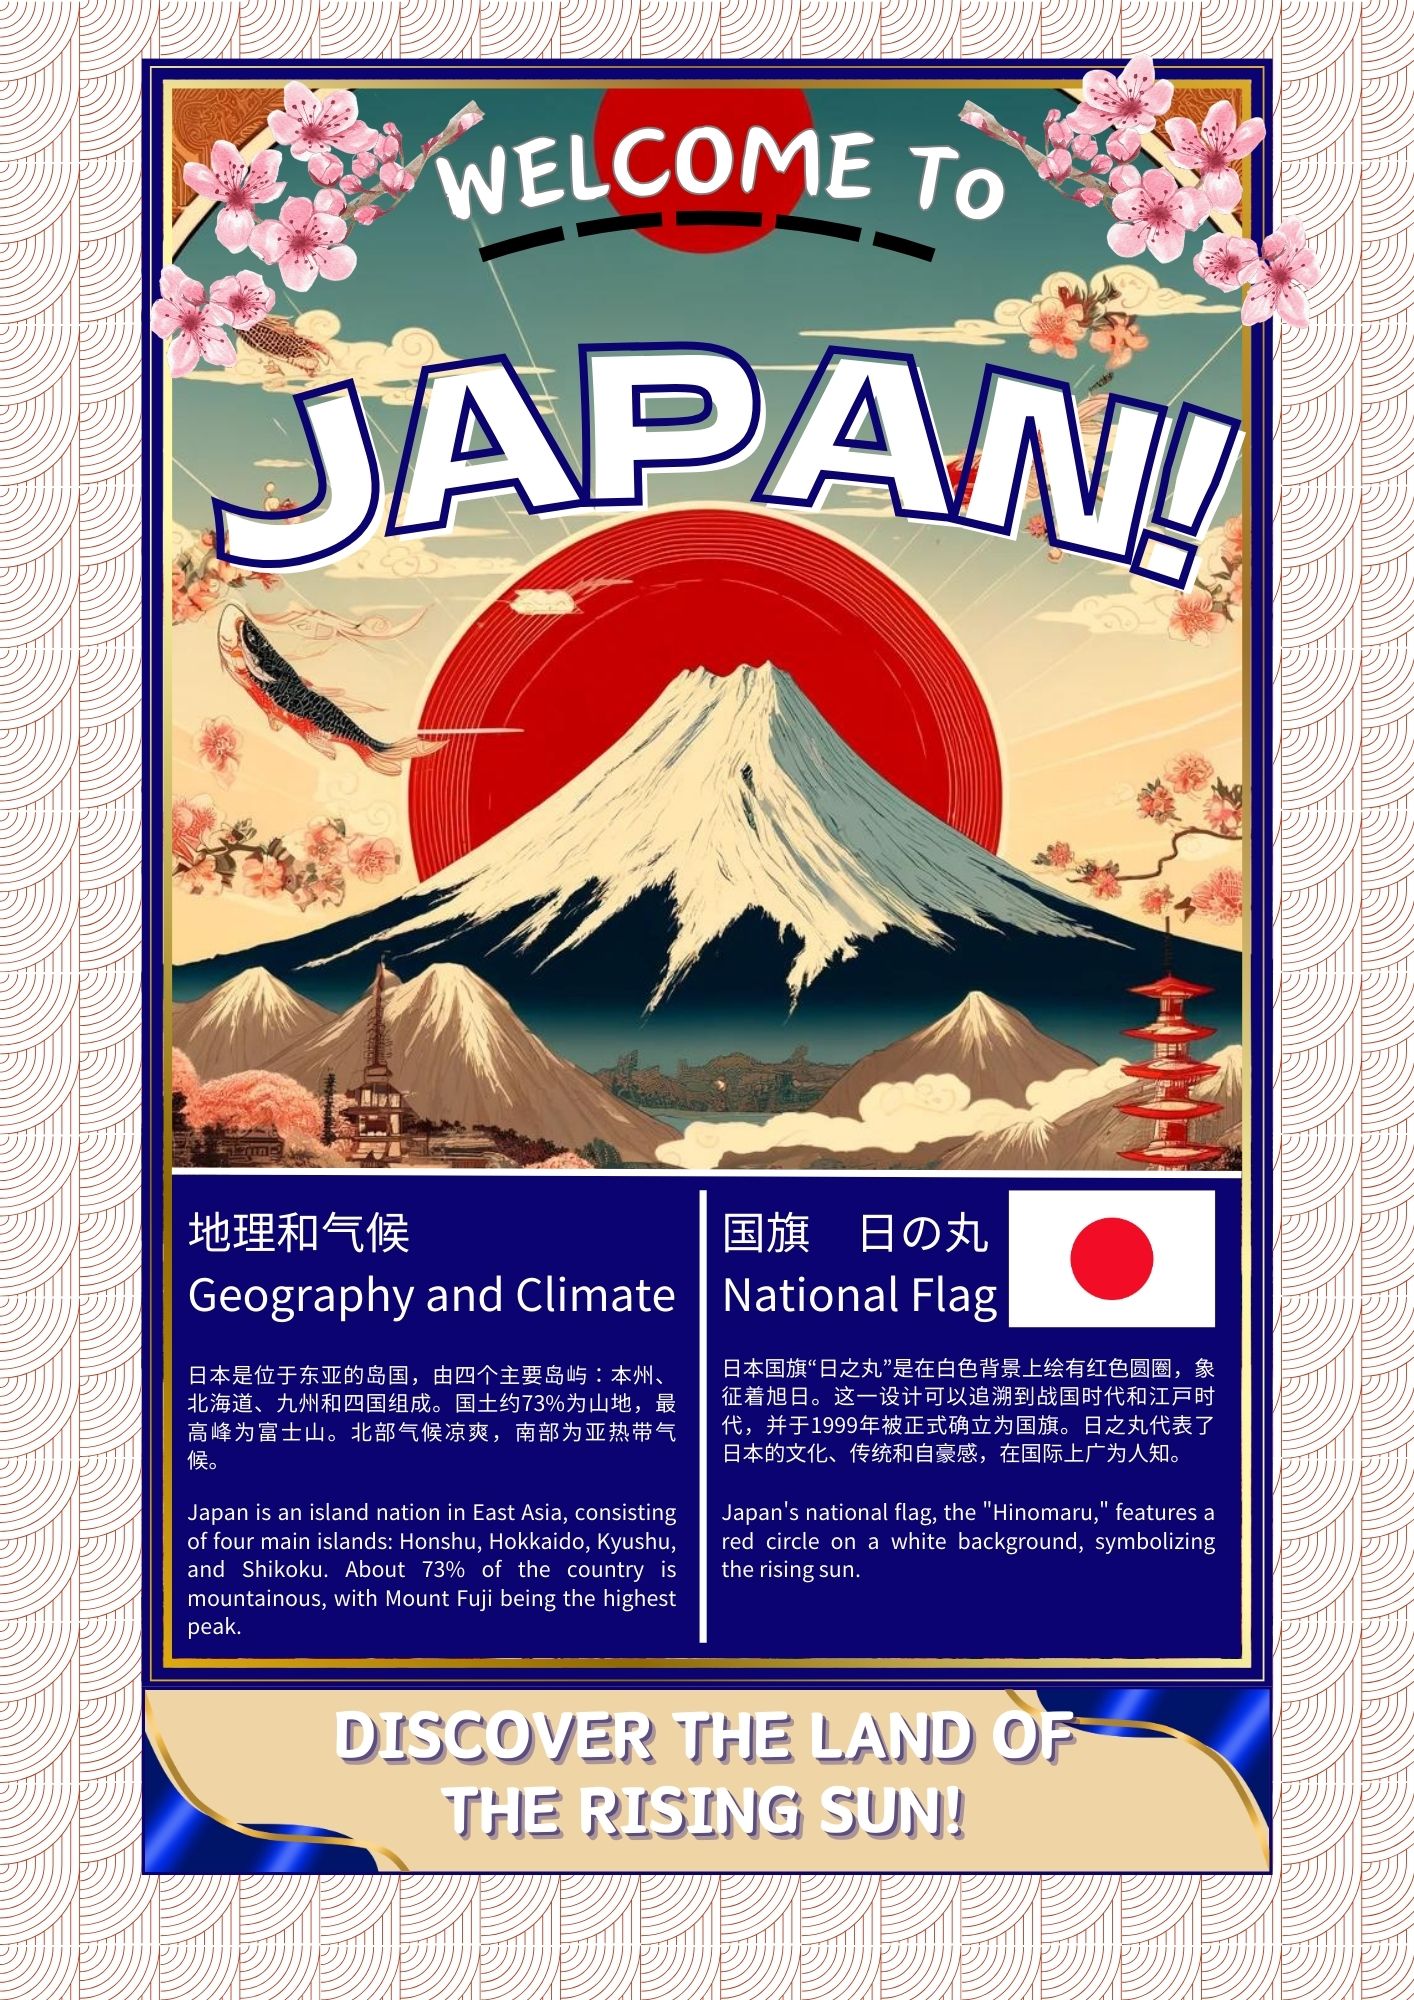 WELCOME TO
JAPAN!
地理和气候
Geography and Climate
日本是位于东亚的岛国，由四个主要岛屿：本州、
北海道、九州和四国组成。国土约73%为山地，最
高峰为富士山。北部气候凉爽，南部为亚热带气
候。
Japan is an island nation in East Asia, consisting
of four main islands: Honshu, Hokkaido, Kyushu,
and Shikoku. About 73% of the country is
mountainous, with Mount Fuji being the highest
peak.
国旗　日の丸
National Flag
日本国旗“日之丸”是在白色背景上绘有红色圆圈，象
征着旭日。这一设计可以追溯到战国时代和江戸时
代，并于1999年被正式确立为国旗。日之丸代表了
日本的文化、传统和自豪感，在国际上广为人知。
Japan's national flag, the "Hinomaru," features a
red circle on a white background, symbolizing
the rising sun.
DISCOVER THE LAND OF
THE RISING SUN!